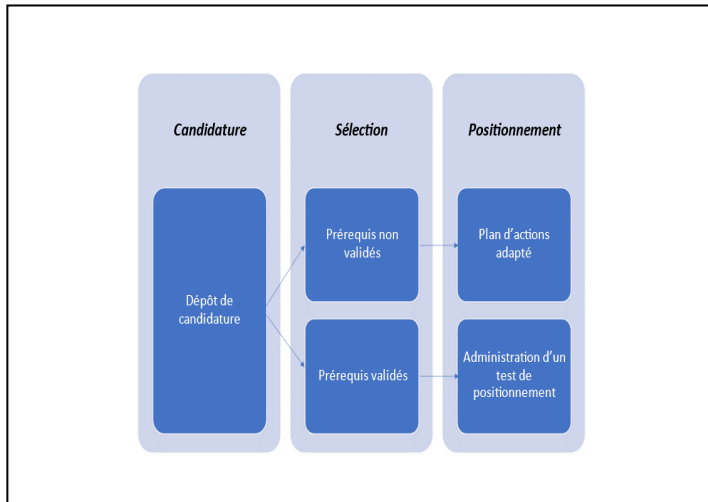 Candidature
Sélection
Positionnement
Dépôt de
candidature
Prérequis non
validés
Plan d'actions
adapté
Prérequis validés
Administration d'un
test de
positionnement